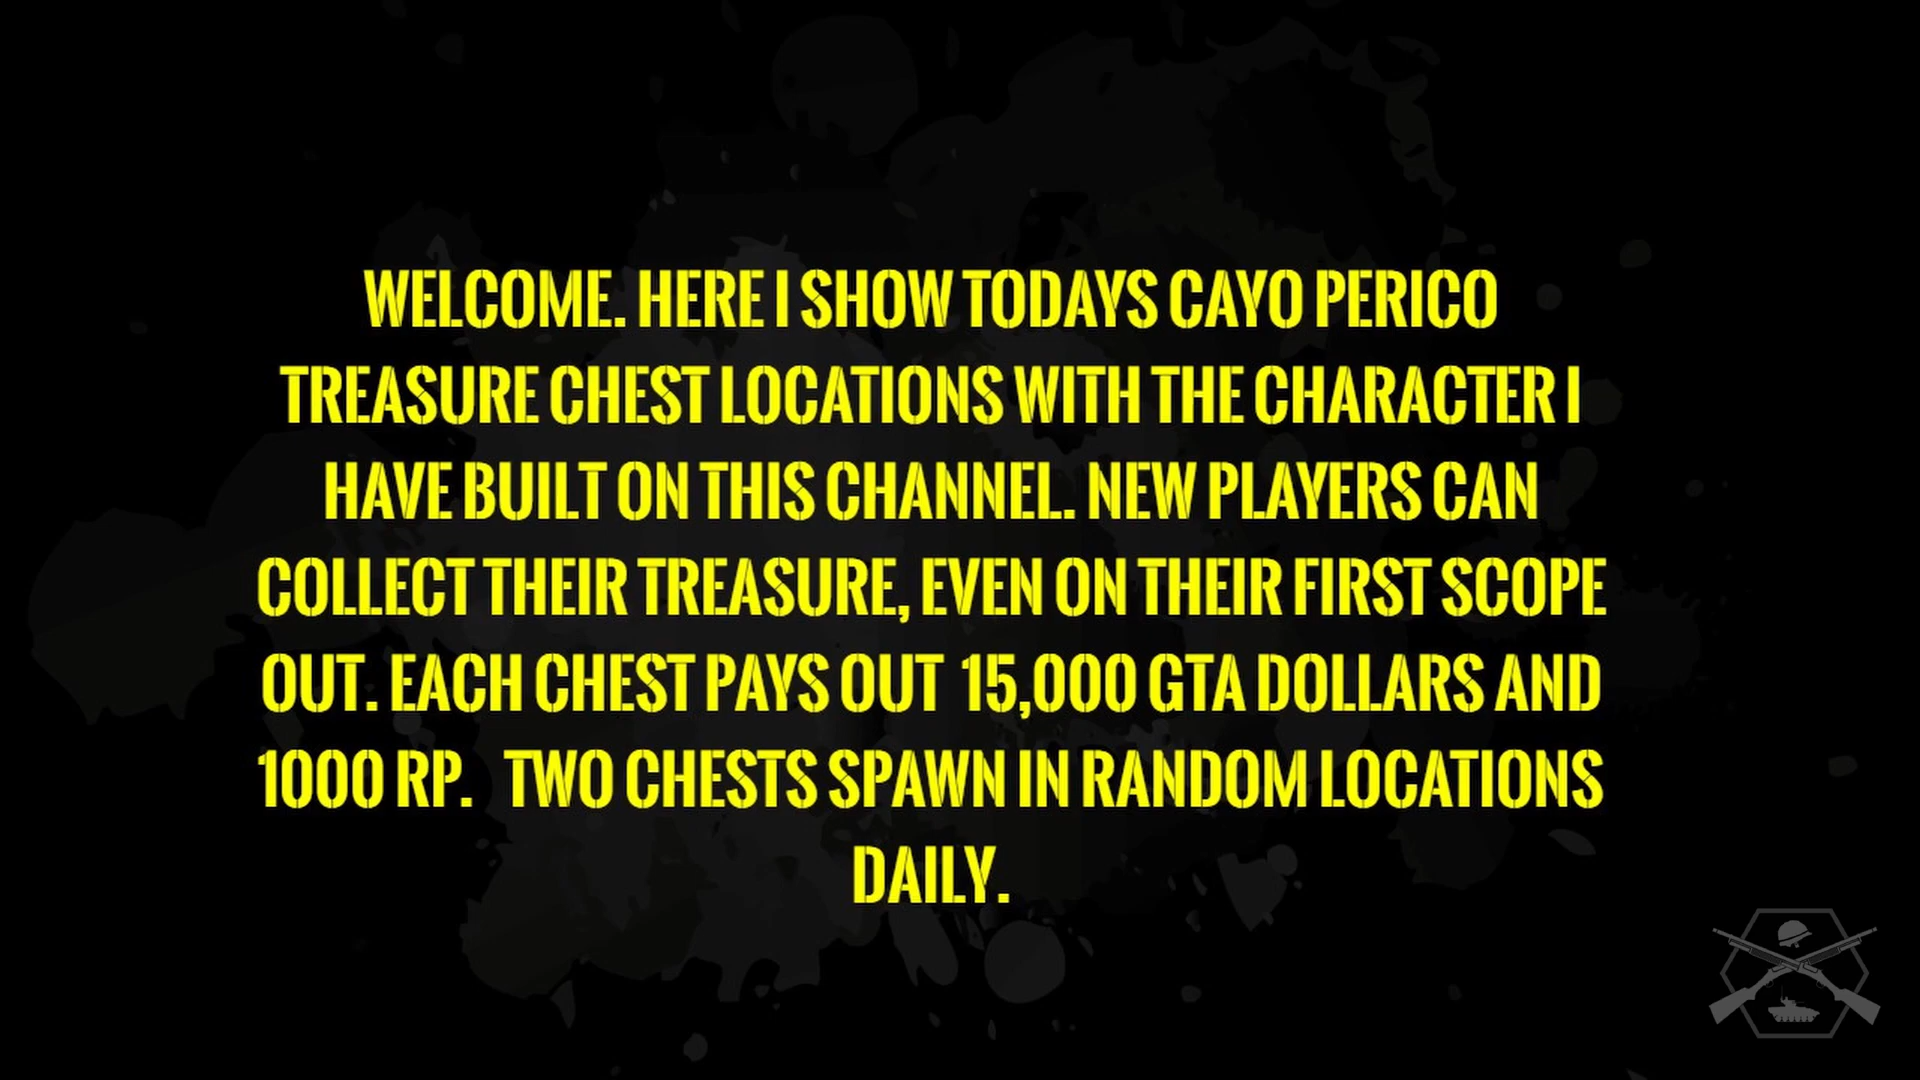 WELCOME. HERE I SHOW TODAYS CAYO PERICO
TREASURE CHEST LOCATIONS WITH THE CHARACTER I
HAVE BUILT ON THIS CHANNEL. NEW PLAYERS CAN
COLLECT THEIR TREASURE, EVEN ON THEIR FIRST SCOPE
OUT. EACH CHEST PAYS OUT 15,000 GTA DOLLARS AND
1000 RP. TWO CHESTS SPAWN IN RANDOM LOCATIONS
DAILY.